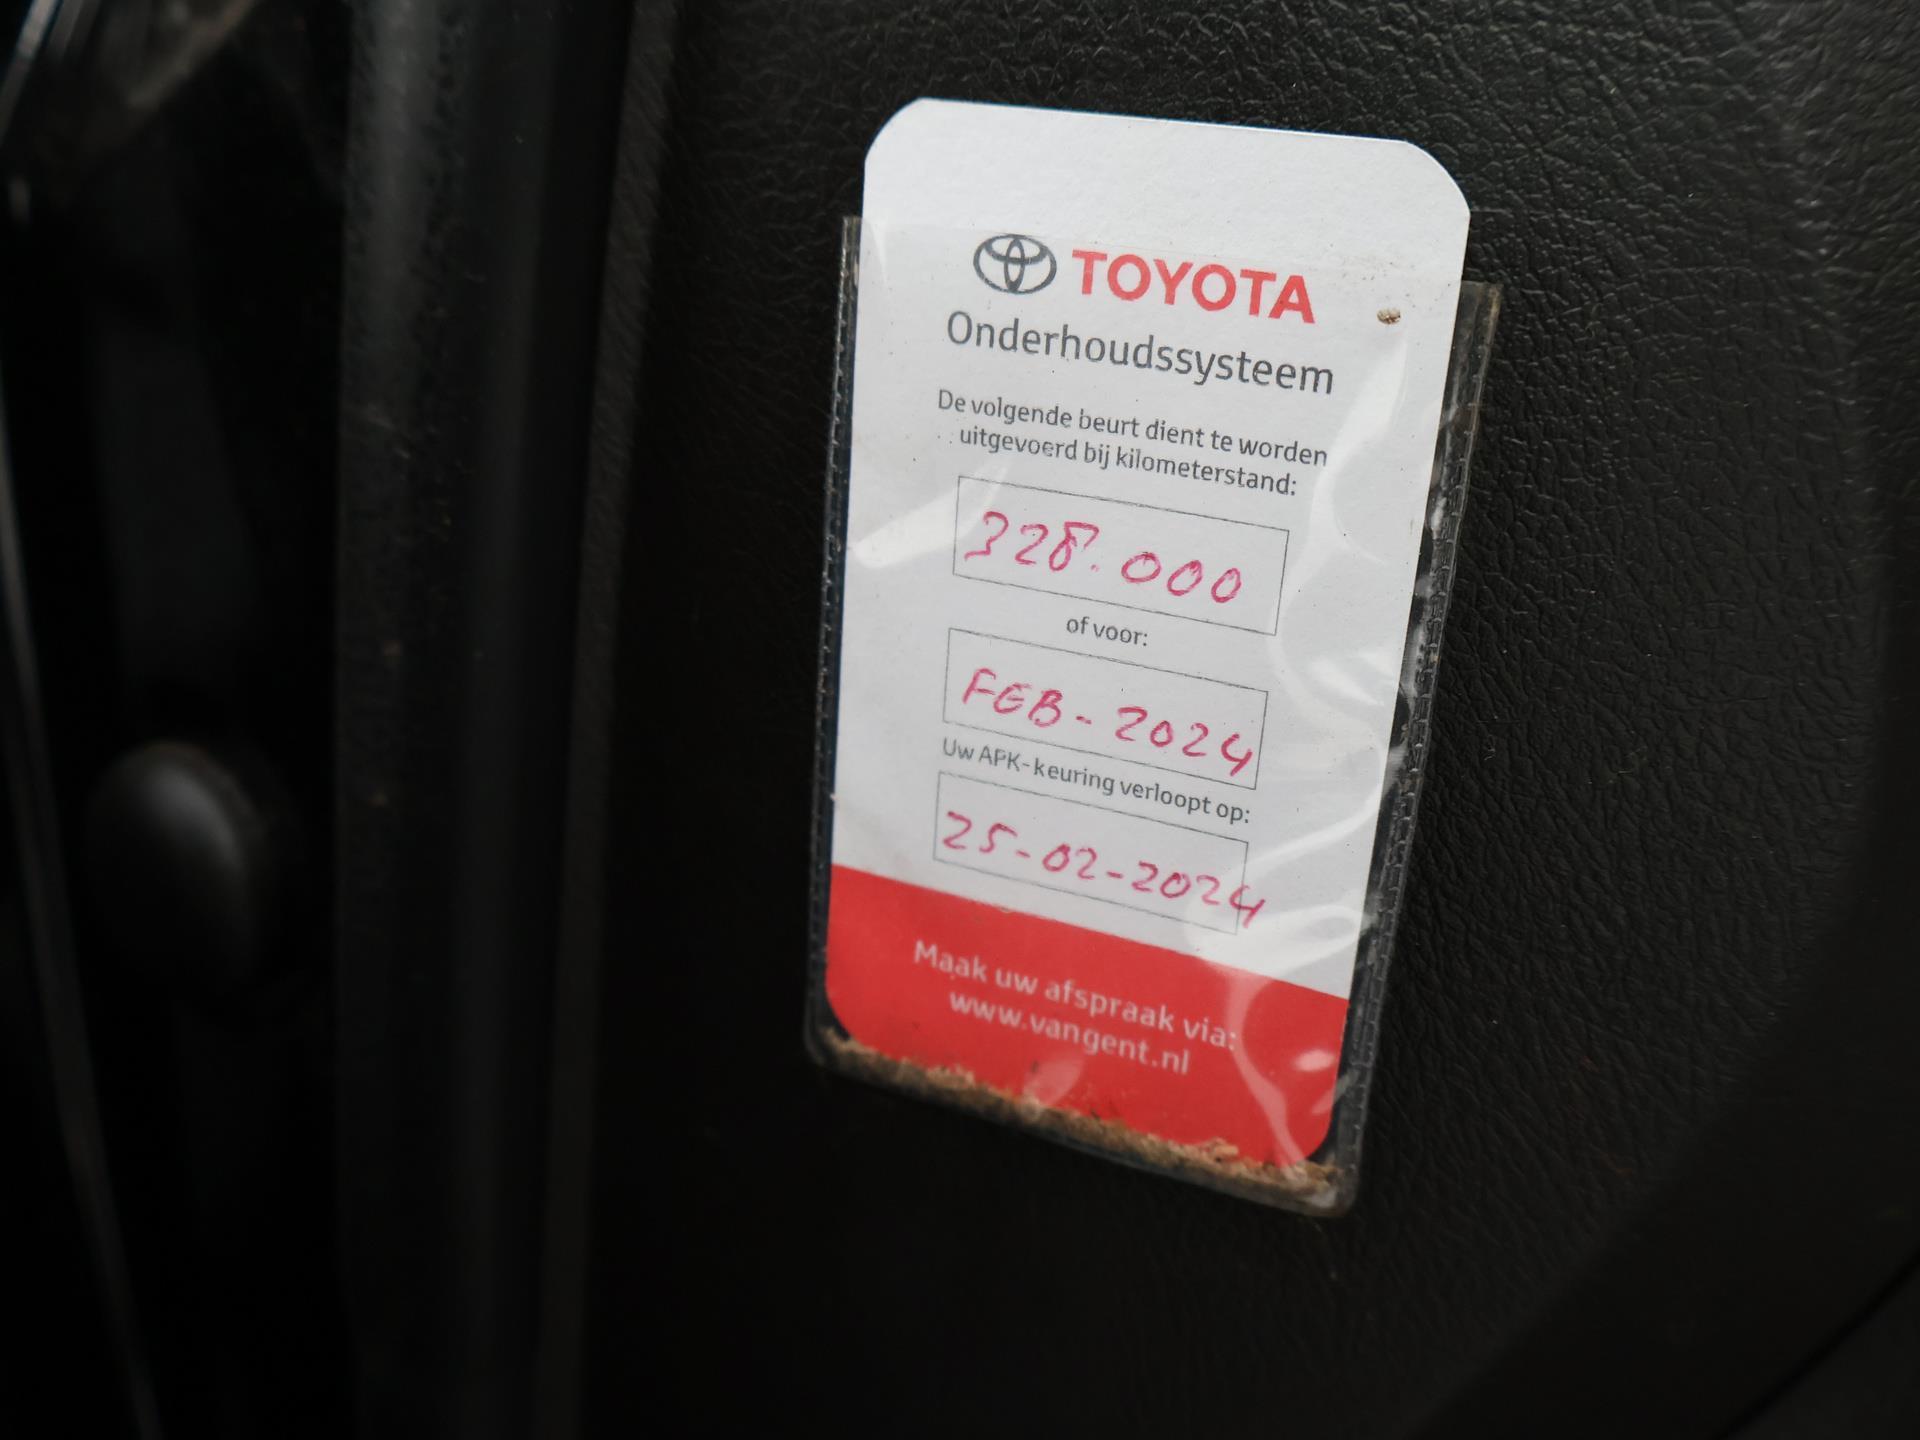 TOYOTA
Onderhoudssysteem
De volgende beurt dient te worden
uitgevoerd bij kilometerstand:
328.000
of voor:
FEB-2024
Uw APK-keuring verloopt op:
25-02-2024
Maak uw afspraak via:
www.vangent.nl